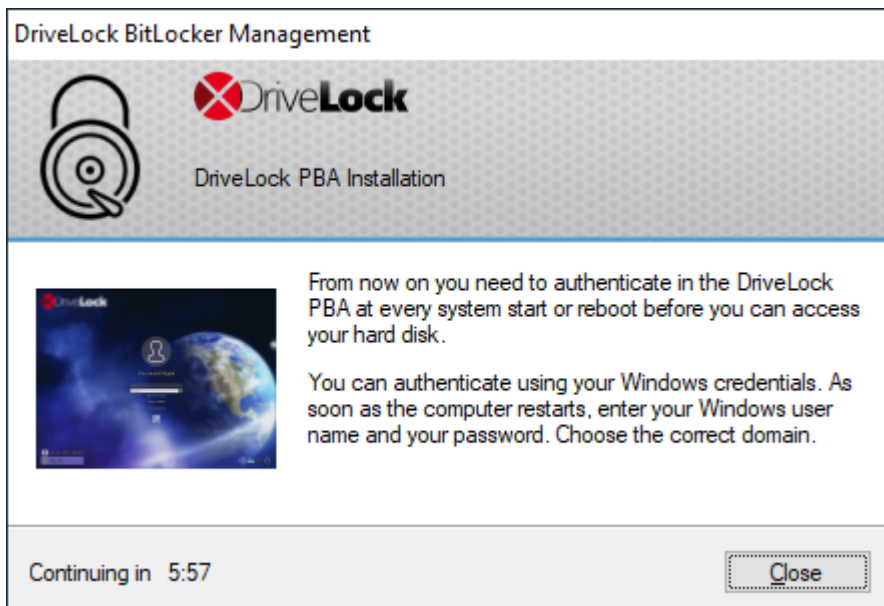 DriveLock BitLocker Management
DriveLock
DriveLock PBA Installation
DriveLock
From now on you need to authenticate in the DriveLock
PBA at every system start or reboot before you can access
your hard disk.
You can authenticate using your Windows credentials. As
soon as the computer restarts, enter your Windows user
name and your password. Choose the correct domain.
Continuing in 5:57
Close